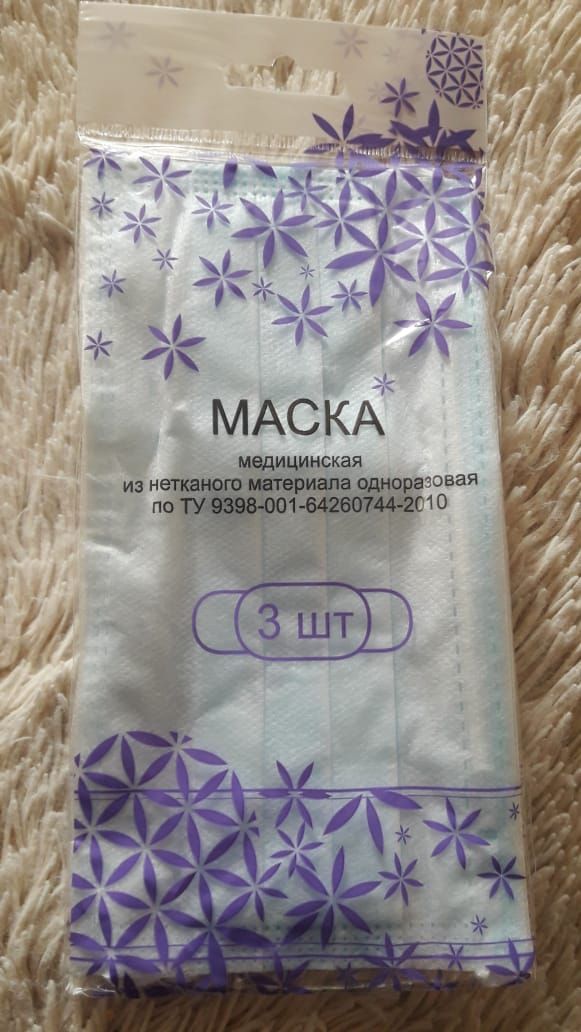 МАСКА
медицинская
из нетканого материала одноразовая
по ТУ 9398-001-64260744-2010
3 шт